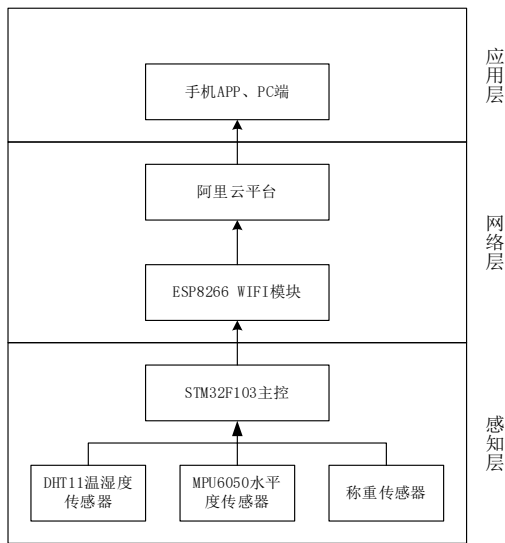 手机APP、PC端
应用层
阿里云平台
网络层
ESP8266 WIFI模块
STM32F103主控
感知层
DHT11温湿度
传感器
MPU6050水平
度传感器
称重传感器